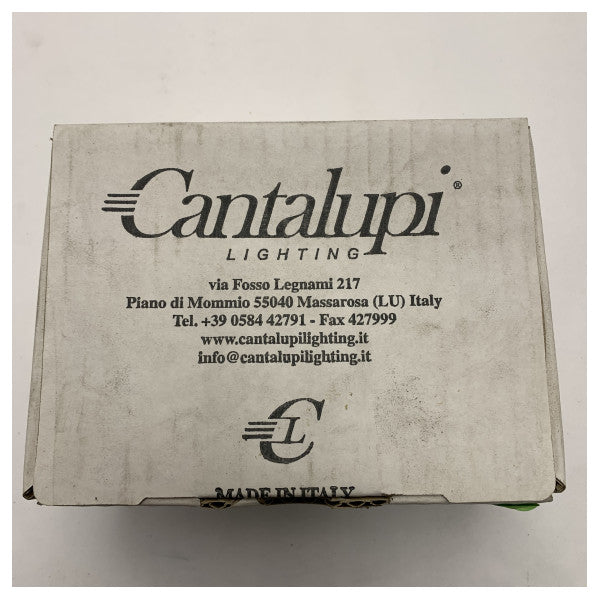 Cantalupi®
LIGHTING
via Fosso Legnami 217
Piano di Mommio 55040 Massarosa (LU) Italy
Tel. +39 0584 42791 - Fax 427999
www.cantalupilighting.it
info@cantalupilighting.it
CL
MADE IN ITALY